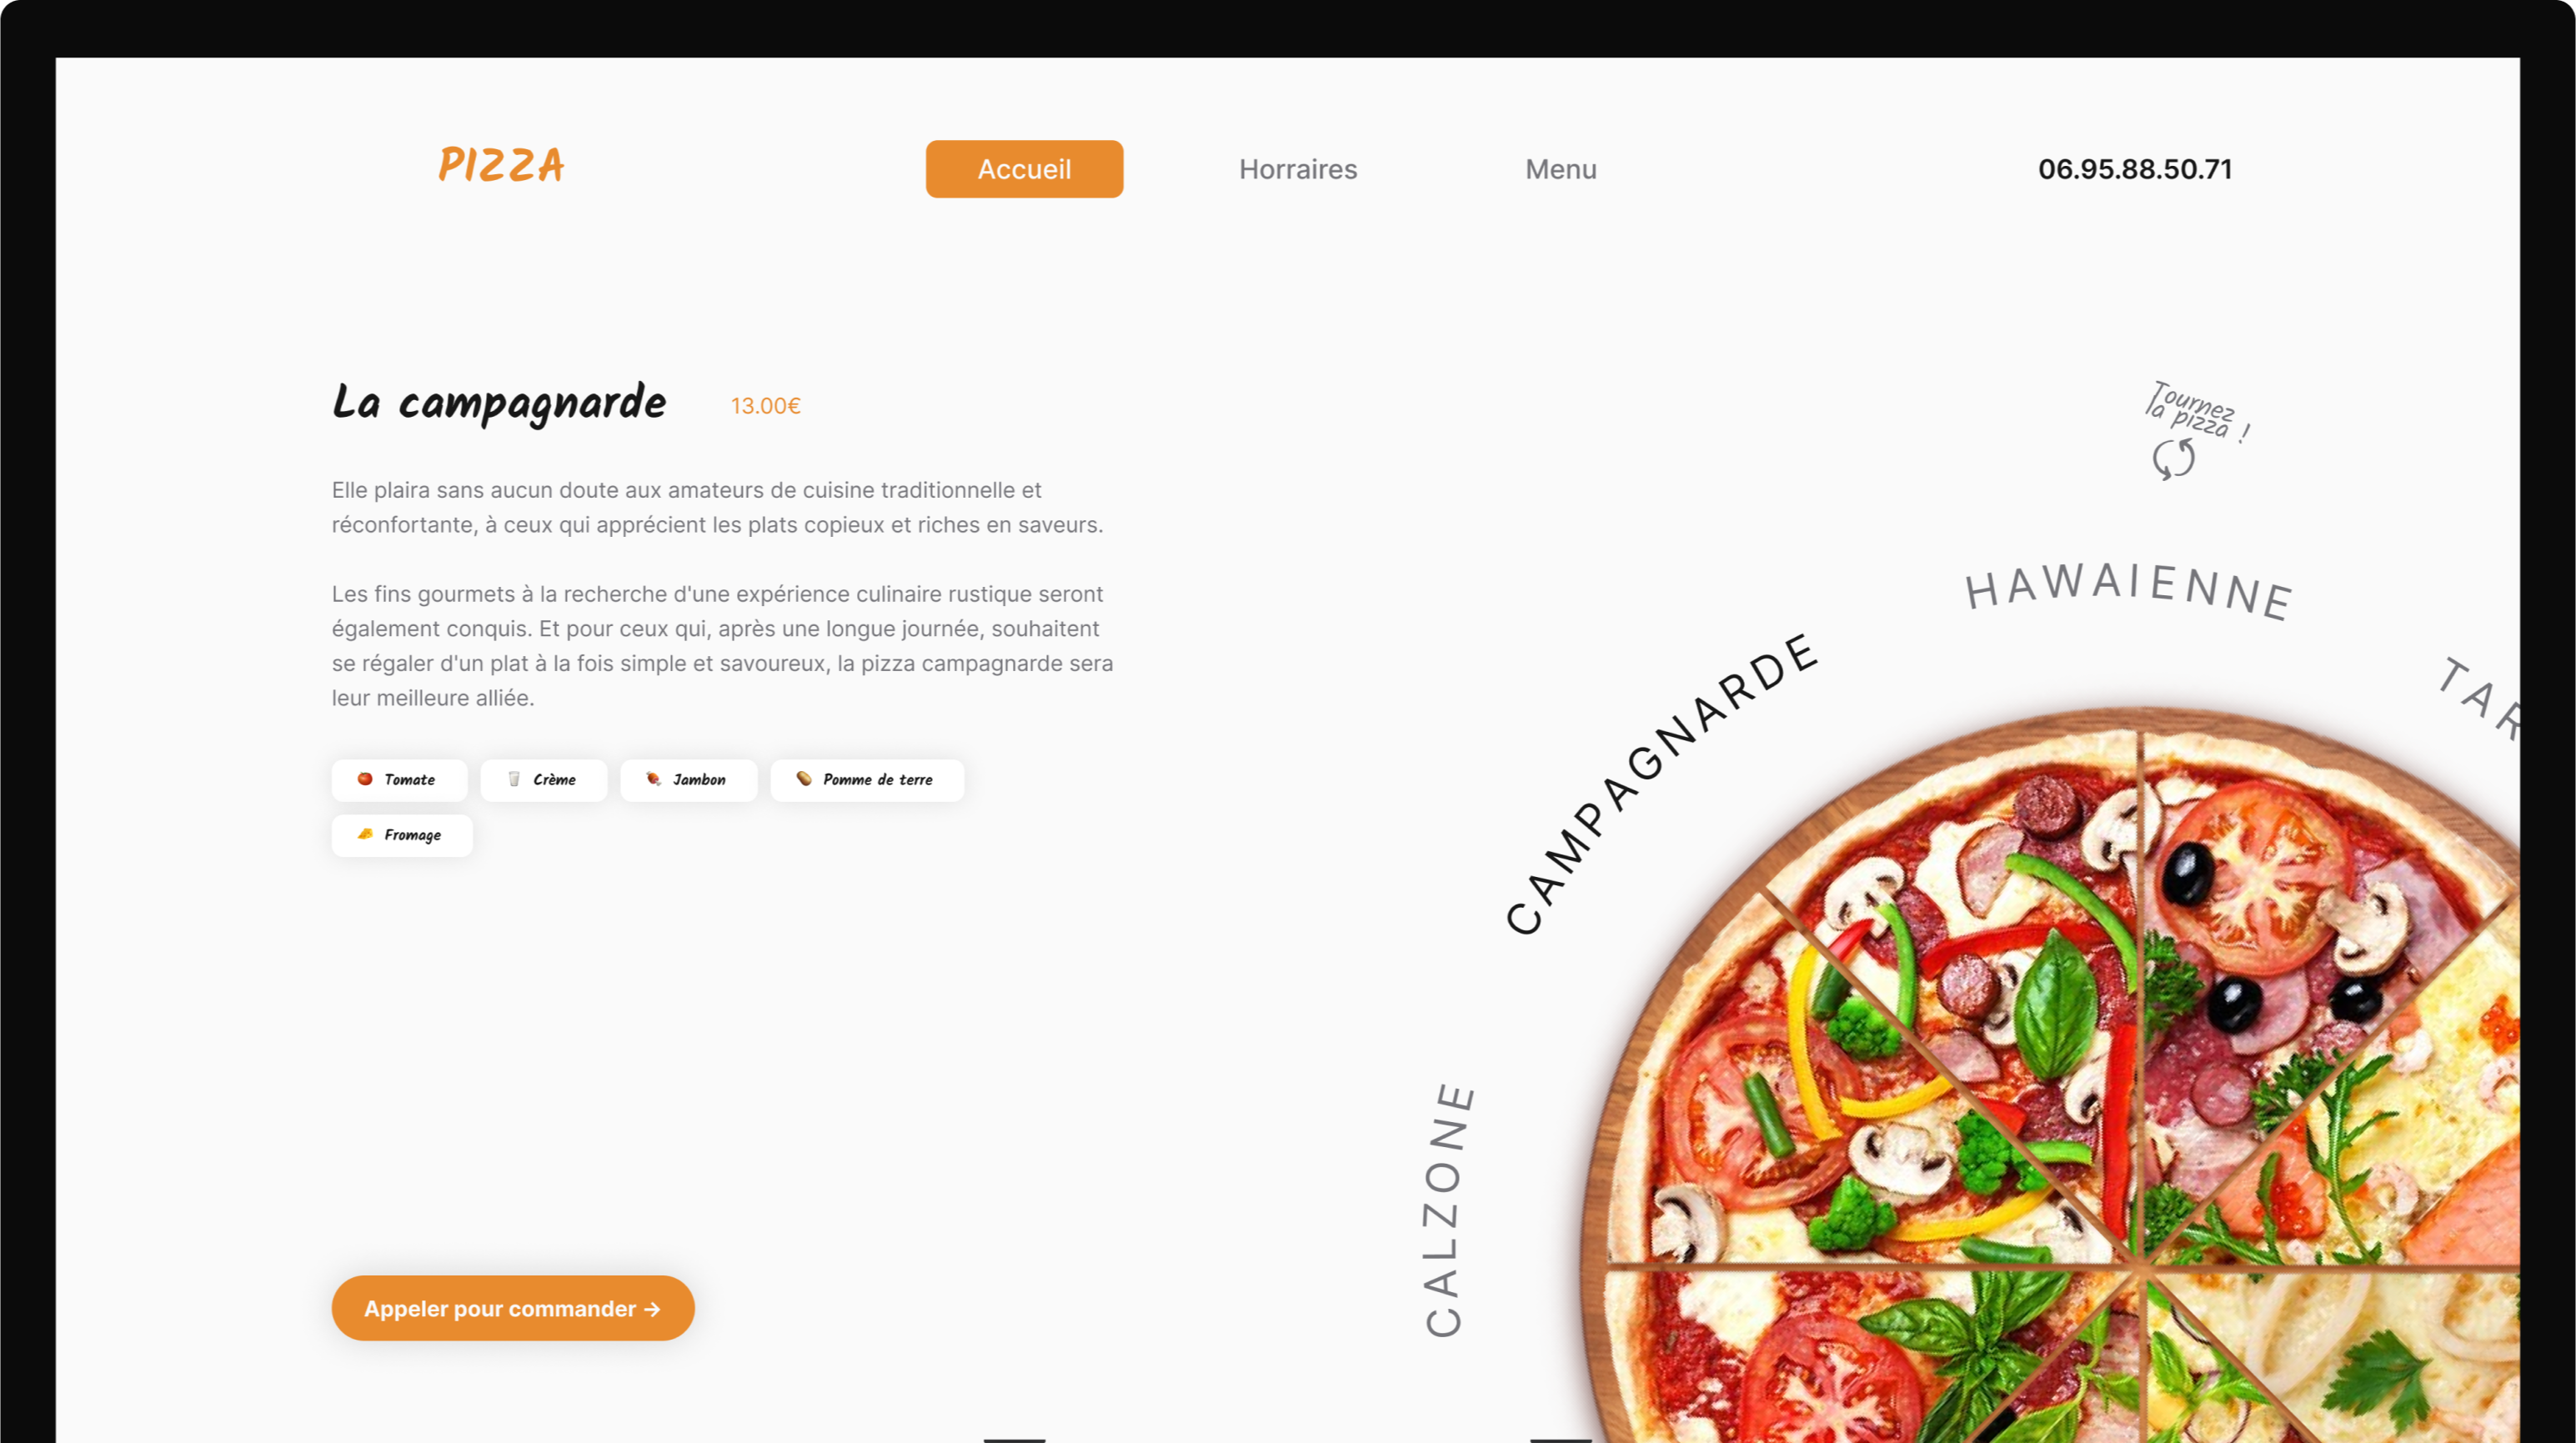 PIZZA
Accueil
Horraires
Menu
06.95.88.50.71
La campagnarde
13.00€
Elle plaira sans aucun doute aux amateurs de cuisine traditionnelle et
réconfortante, à ceux qui apprécient les plats copieux et riches en saveurs.
Les fins gourmets à la recherche d'une expérience culinaire rustique seront
également conquis. Et pour ceux qui, après une longue journée, souhaitent
se régaler d'un plat à la fois simple et savoureux, la pizza campagnarde sera
leur meilleure alliée.
Tomate
Crème
Jambon
Pomme de terre
Fromage
Appeler pour commander →
Tournez
la pizza !
HAWAIENNE
CAMPAGNARDE
CALZONE
TAR